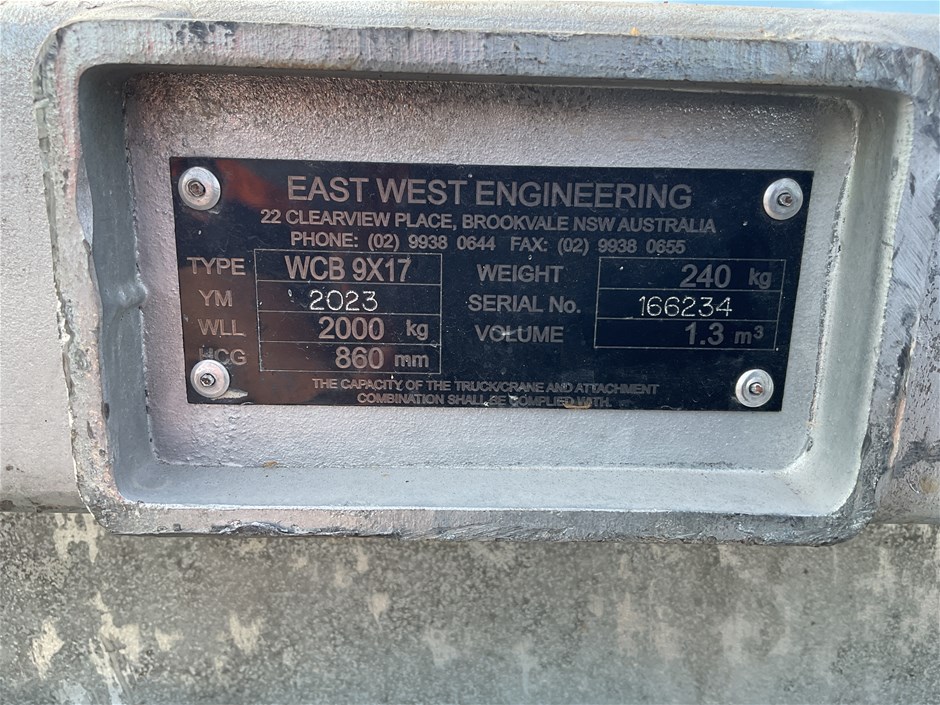 EAST WEST ENGINEERING
22 CLEARVIEW PLACE, BROOKVALE NSW AUSTRALIA
PHONE: (02) 9938 0644 FAX: (02) 9938 0655
TYPE WCB 9X17 WEIGHT 240 kg
YM 2023 SERIAL No. 166234
WLL 2000 kg VOLUME 1.3 m³
HCG 860 mm
THE CAPACITY OF THE TRUCK/CRANE AND ATTACHMENT
COMBINATION SHALL BE COMPLIED WITH.